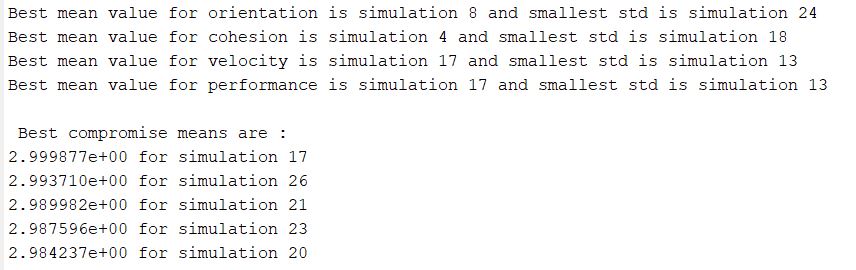 Best mean value for orientation is simulation 8 and smallest std is simulation 24
Best mean value for cohesion is simulation 4 and smallest std is simulation 18
Best mean value for velocity is simulation 17 and smallest std is simulation 13
Best mean value for performance is simulation 17 and smallest std is simulation 13
Best compromise means are :
2.999877e+00 for simulation 17
2.993710e+00 for simulation 26
2.989982e+00 for simulation 21
2.987596e+00 for simulation 23
2.984237e+00 for simulation 20